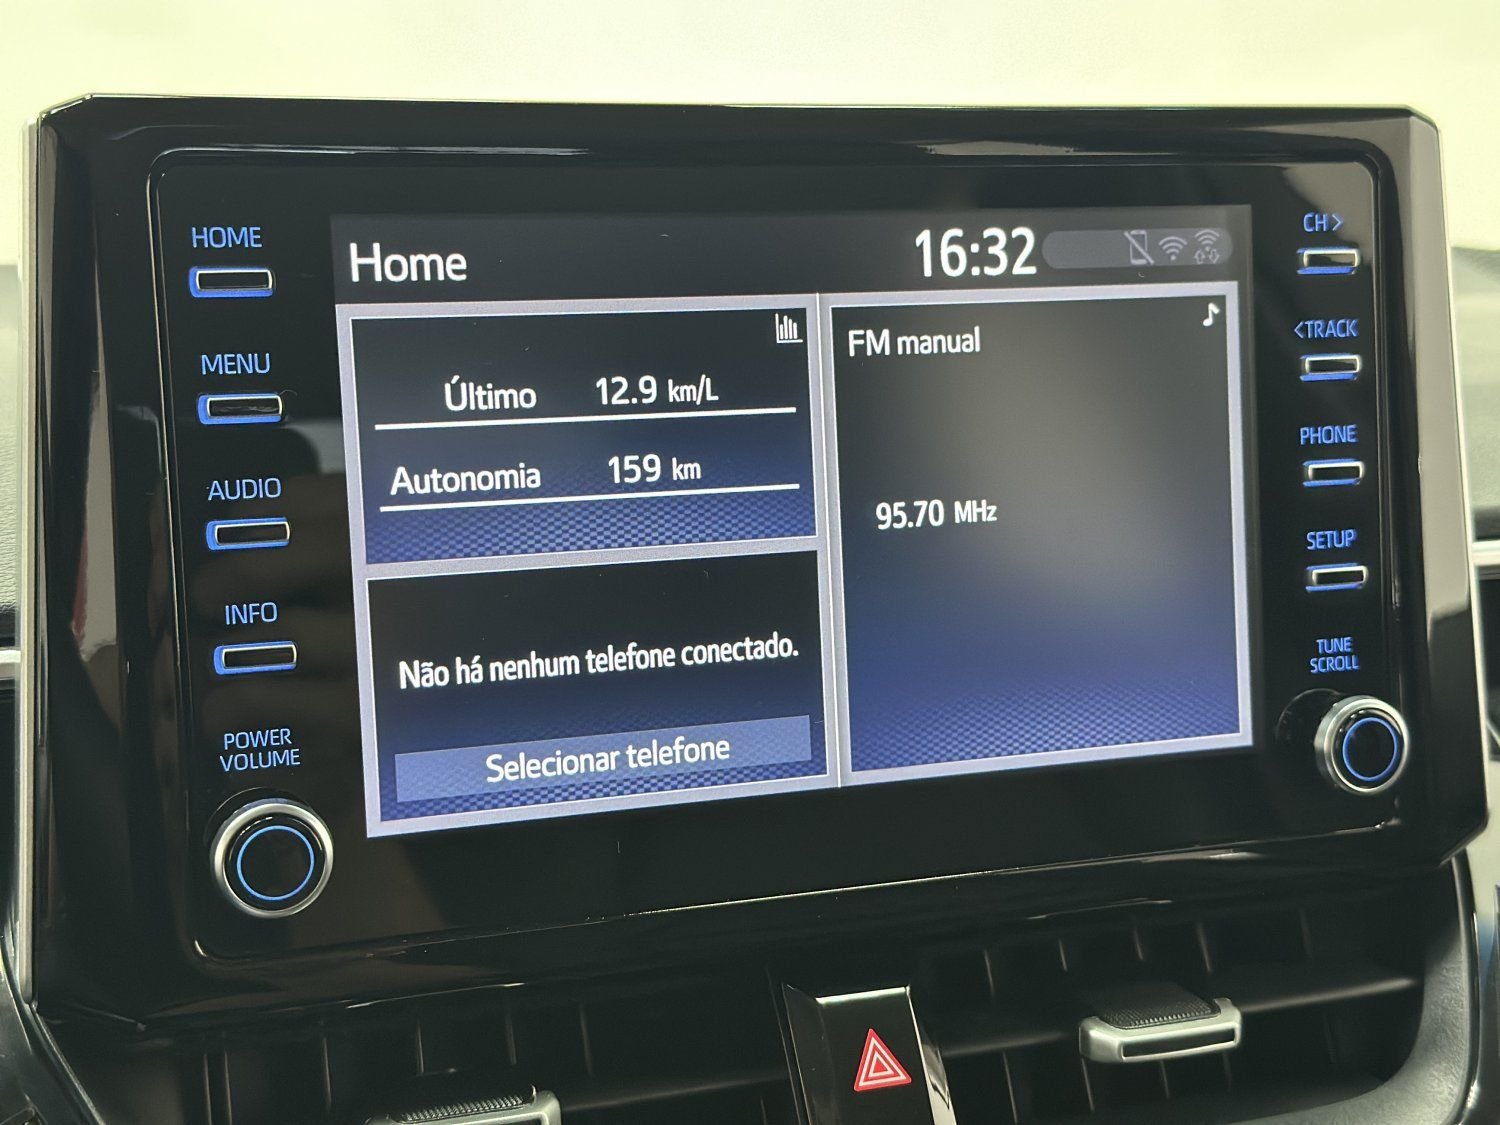 HOME
MENU
AUDIO
INFO
POWER
VOLUME
Home
16:32
Último 12.9 km/L
Autonomia 159 km
Não há nenhum telefone conectado.
Selecionar telefone
FM manual
95.70 MHz
CH>
<TRACK
PHONE
SETUP
TUNE
SCROLL